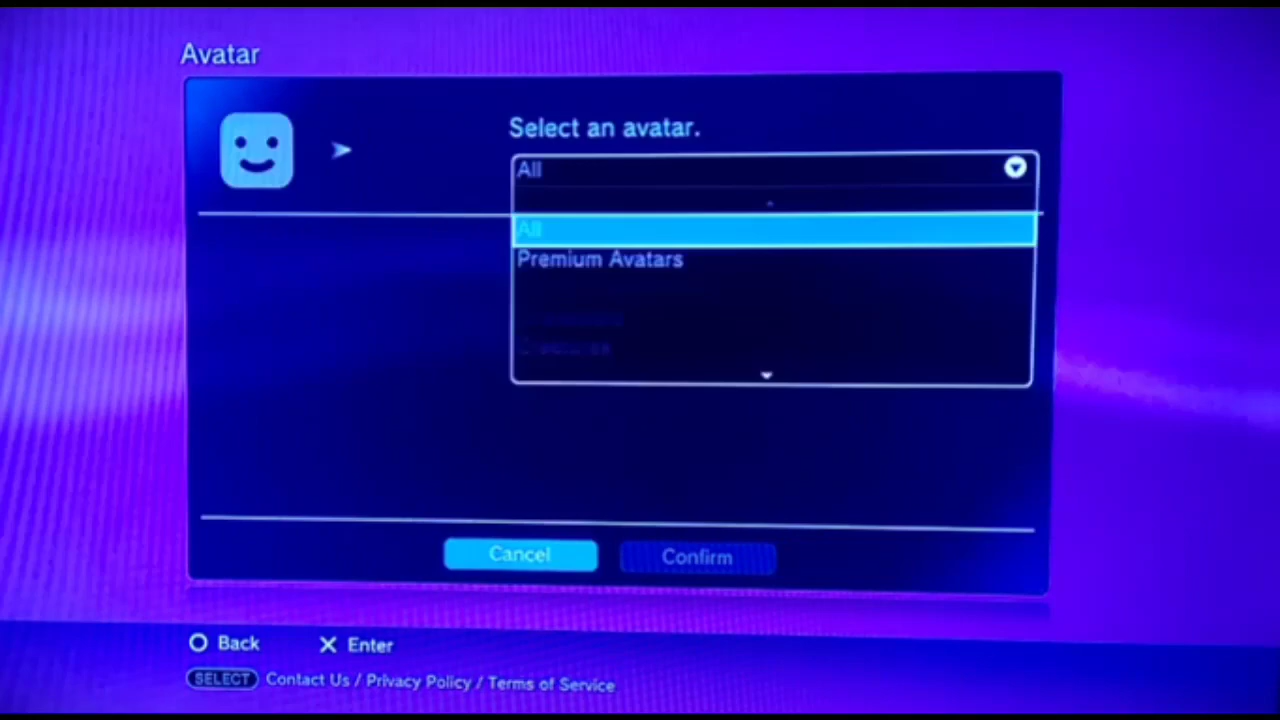 Avatar
Select an avatar.
All
All
Premium Avatars
Cancel
Confirm
Back
Enter
SELECT Contact Us / Privacy Policy / Terms of Service